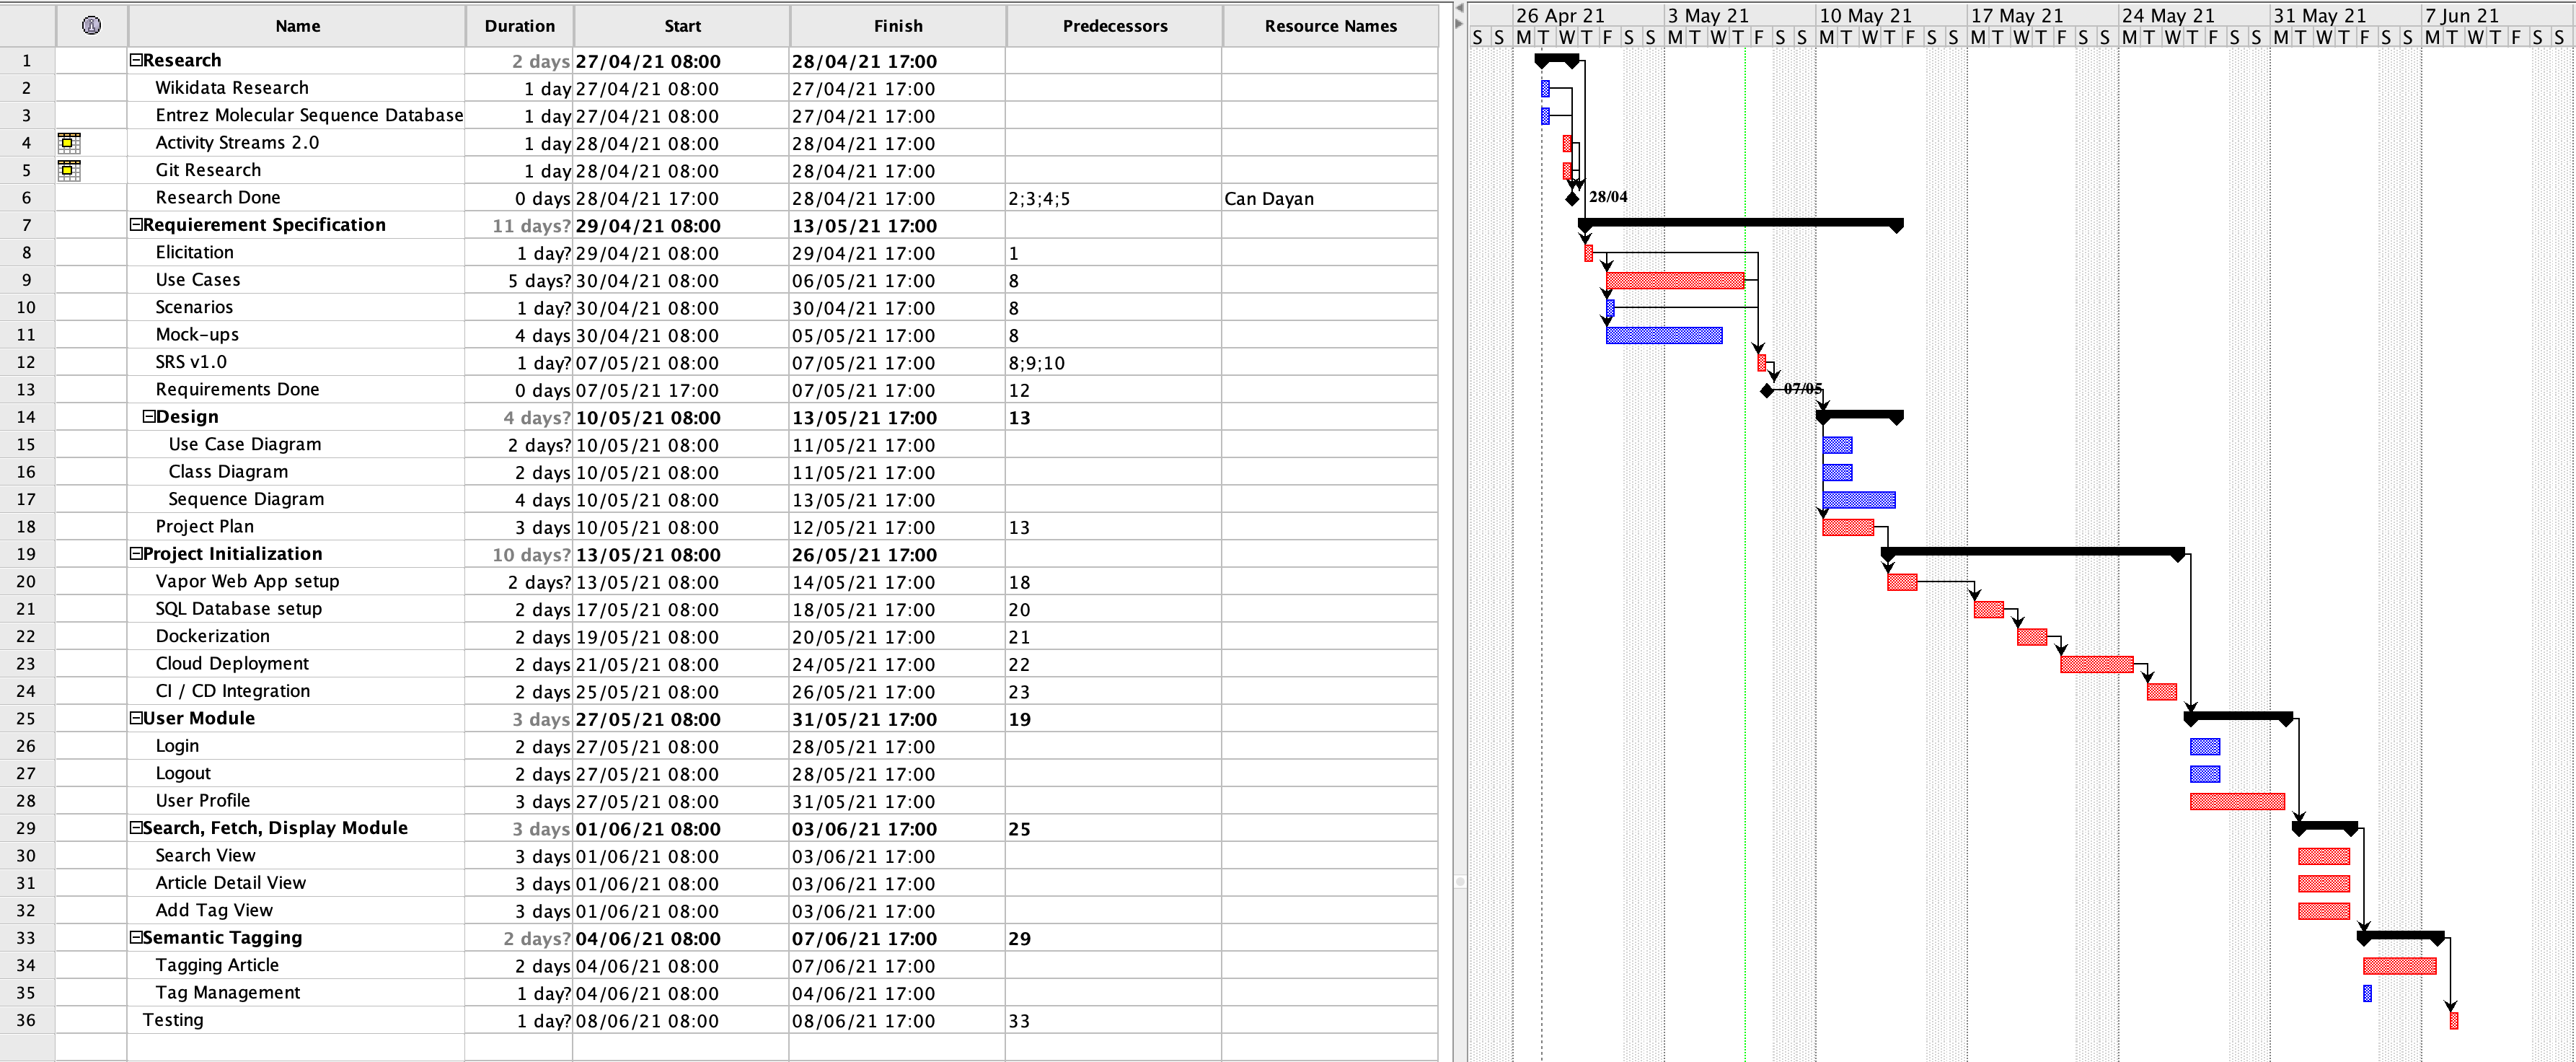 Name Duration Start Finish Predecessors Resource Names 26 Apr 21 3 May 21 10 May 21 17 May 21 24 May 21 31 May 21 7 Jun 21
S S M T W T F S S M T W T F S S M T W T F S S M T W T F S S M T W T F S S M T W T F S S M T W T F S S
1 Research 2 days 27/04/21 08:00 28/04/21 17:00
2 Wikidata Research 1 day 27/04/21 08:00 27/04/21 17:00
3 Entrez Molecular Sequence Database 1 day 27/04/21 08:00 27/04/21 17:00
4 Activity Streams 2.0 1 day 28/04/21 08:00 28/04/21 17:00
5 Git Research 1 day 28/04/21 08:00 28/04/21 17:00
6 Research Done 0 days 28/04/21 17:00 28/04/21 17:00 2;3;4;5 Can Dayan 28/04
7 Requierement Specification 11 days? 29/04/21 08:00 13/05/21 17:00
8 Elicitation 1 day? 29/04/21 08:00 29/04/21 17:00 1
9 Use Cases 5 days? 30/04/21 08:00 06/05/21 17:00 8
10 Scenarios 1 day? 30/04/21 08:00 30/04/21 17:00 8
11 Mock-ups 4 days 30/04/21 08:00 05/05/21 17:00 8
12 SRS v1.0 1 day? 07/05/21 08:00 07/05/21 17:00 8;9;10
13 Requirements Done 0 days 07/05/21 17:00 07/05/21 17:00 12 07/05
14 Design 4 days? 10/05/21 08:00 13/05/21 17:00 13
15 Use Case Diagram 2 days? 10/05/21 08:00 11/05/21 17:00
16 Class Diagram 2 days 10/05/21 08:00 11/05/21 17:00
17 Sequence Diagram 4 days 10/05/21 08:00 13/05/21 17:00
18 Project Plan 3 days 10/05/21 08:00 12/05/21 17:00 13
19 Project Initialization 10 days? 13/05/21 08:00 26/05/21 17:00
20 Vapor Web App setup 2 days? 13/05/21 08:00 14/05/21 17:00 18
21 SQL Database setup 2 days 17/05/21 08:00 18/05/21 17:00 20
22 Dockerization 2 days 19/05/21 08:00 20/05/21 17:00 21
23 Cloud Deployment 2 days 21/05/21 08:00 24/05/21 17:00 22
24 CI / CD Integration 2 days 25/05/21 08:00 26/05/21 17:00 23
25 User Module 3 days 27/05/21 08:00 31/05/21 17:00 19
26 Login 2 days 27/05/21 08:00 28/05/21 17:00
27 Logout 2 days 27/05/21 08:00 28/05/21 17:00
28 User Profile 3 days 27/05/21 08:00 31/05/21 17:00
29 Search, Fetch, Display Module 3 days 01/06/21 08:00 03/06/21 17:00 25
30 Search View 3 days 01/06/21 08:00 03/06/21 17:00
31 Article Detail View 3 days 01/06/21 08:00 03/06/21 17:00
32 Add Tag View 3 days 01/06/21 08:00 03/06/21 17:00
33 Semantic Tagging 2 days? 04/06/21 08:00 07/06/21 17:00 29
34 Tagging Article 2 days 04/06/21 08:00 07/06/21 17:00
35 Tag Management 1 day? 04/06/21 08:00 04/06/21 17:00
36 Testing 1 day? 08/06/21 08:00 08/06/21 17:00 33